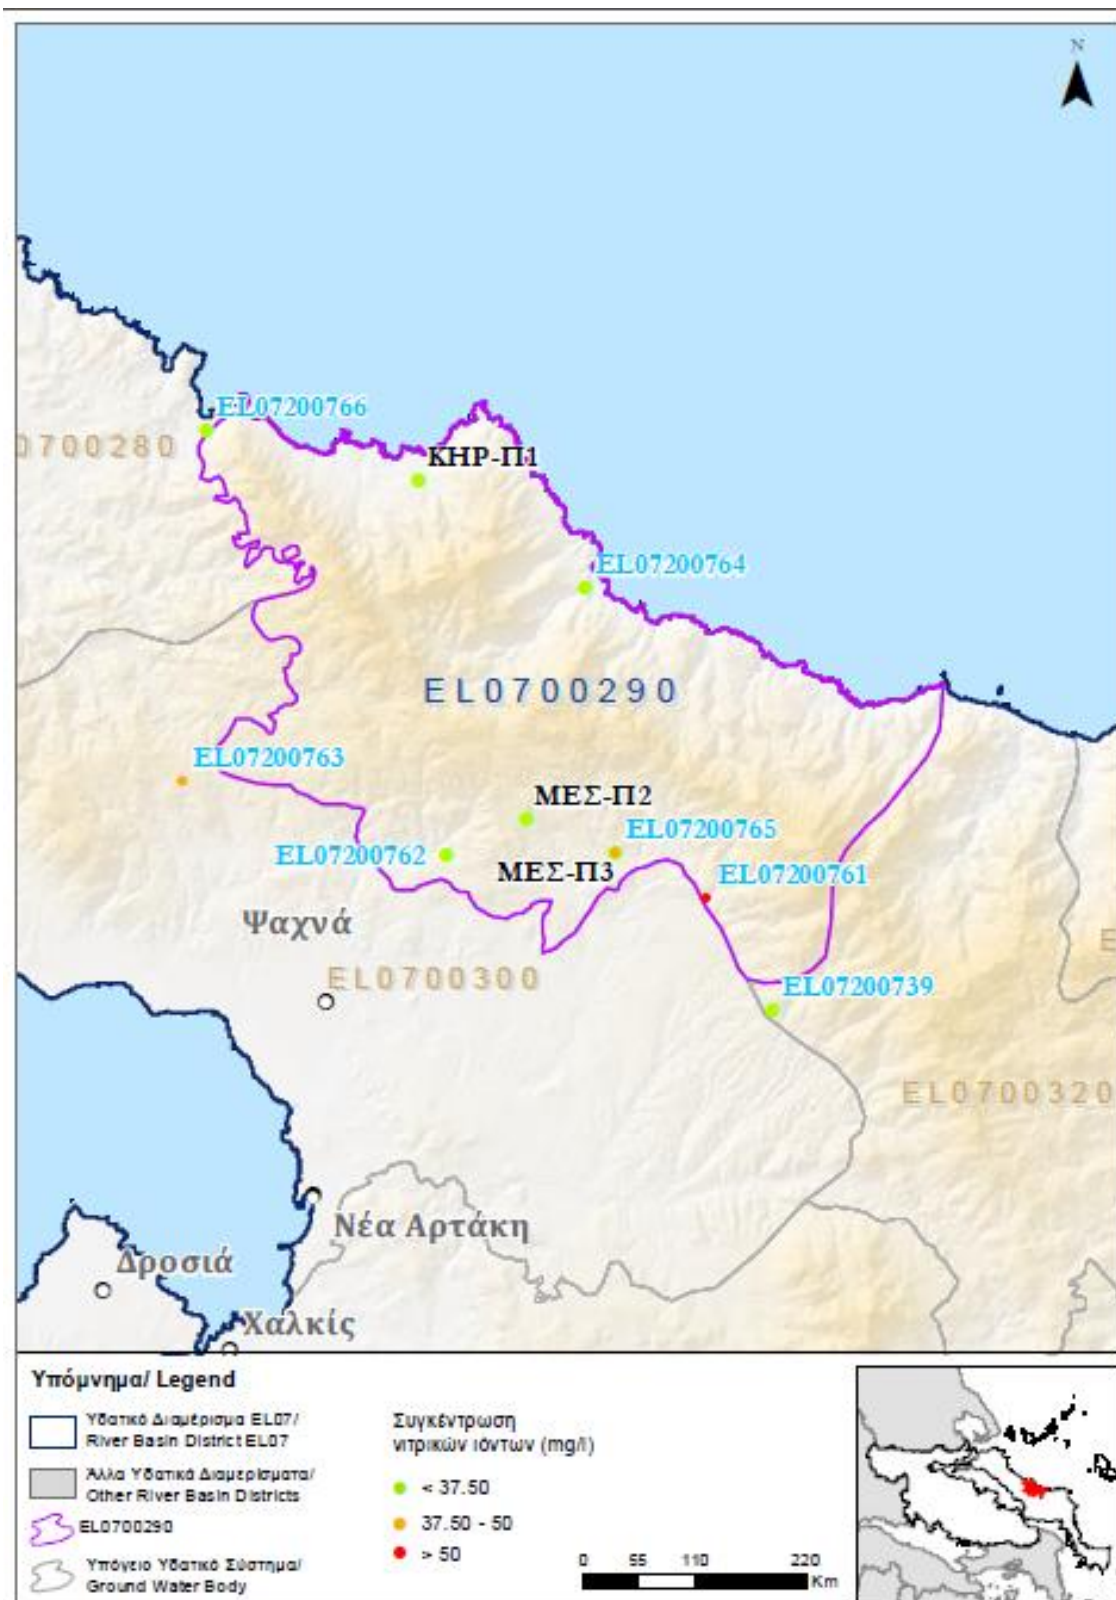 N
EL07200766
0700280
ΚΗΡ-Π1
EL07200764
EL0700290
EL07200763
ΜΕΣ-Π2
EL07200765
EL07200762
ΜΕΣ-Π3
EL07200761
Ψαχνά
EL0700300
EL07200739
E
EL0700320
Νέα Αρτάκη
Δροσιά
Χαλκίς
Υπόμνημα/ Legend
Υδατικό Διαμέρισμα EL07/
River Basin District EL07
Άλλα Υδατικά Διαμερίσματα/
Other River Basin Districts
EL0700290
Υπόγειο Υδατικό Σύστημα/
Ground Water Body
Συγκέντρωση
νιτρικών ιόντων (mg/l)
< 37.50
37.50 - 50
> 50
0 55 110 220
Km